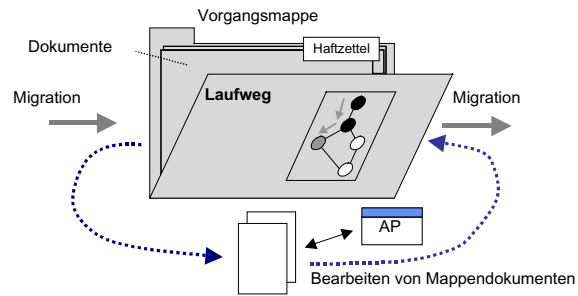 Vorgangsmappe
Dokumente
Haftzettel
Migration
Laufweg
Migration
AP
Bearbeiten von Mappendokumenten